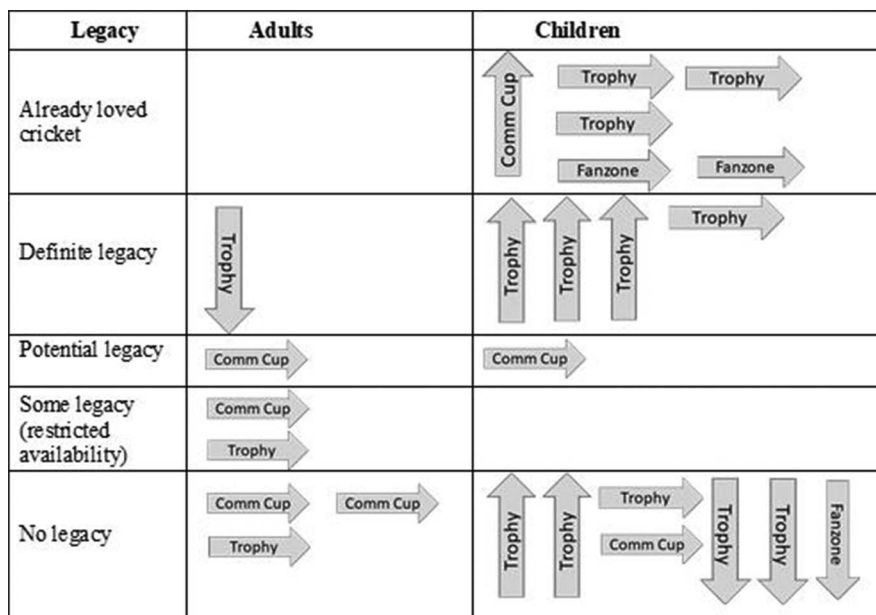 Legacy Adults Children
Already loved
cricket
Comm Cup
Trophy Trophy
Trophy
Fanzone Fanzone
Definite legacy
Trophy
Trophy Trophy Trophy
Trophy
Potential legacy
Comm Cup
Comm Cup
Some legacy
(restricted
availability)
Comm Cup
Trophy
No legacy
Comm Cup Comm Cup
Trophy
Trophy Trophy
Trophy
Comm Cup
Trophy Trophy Fanzone